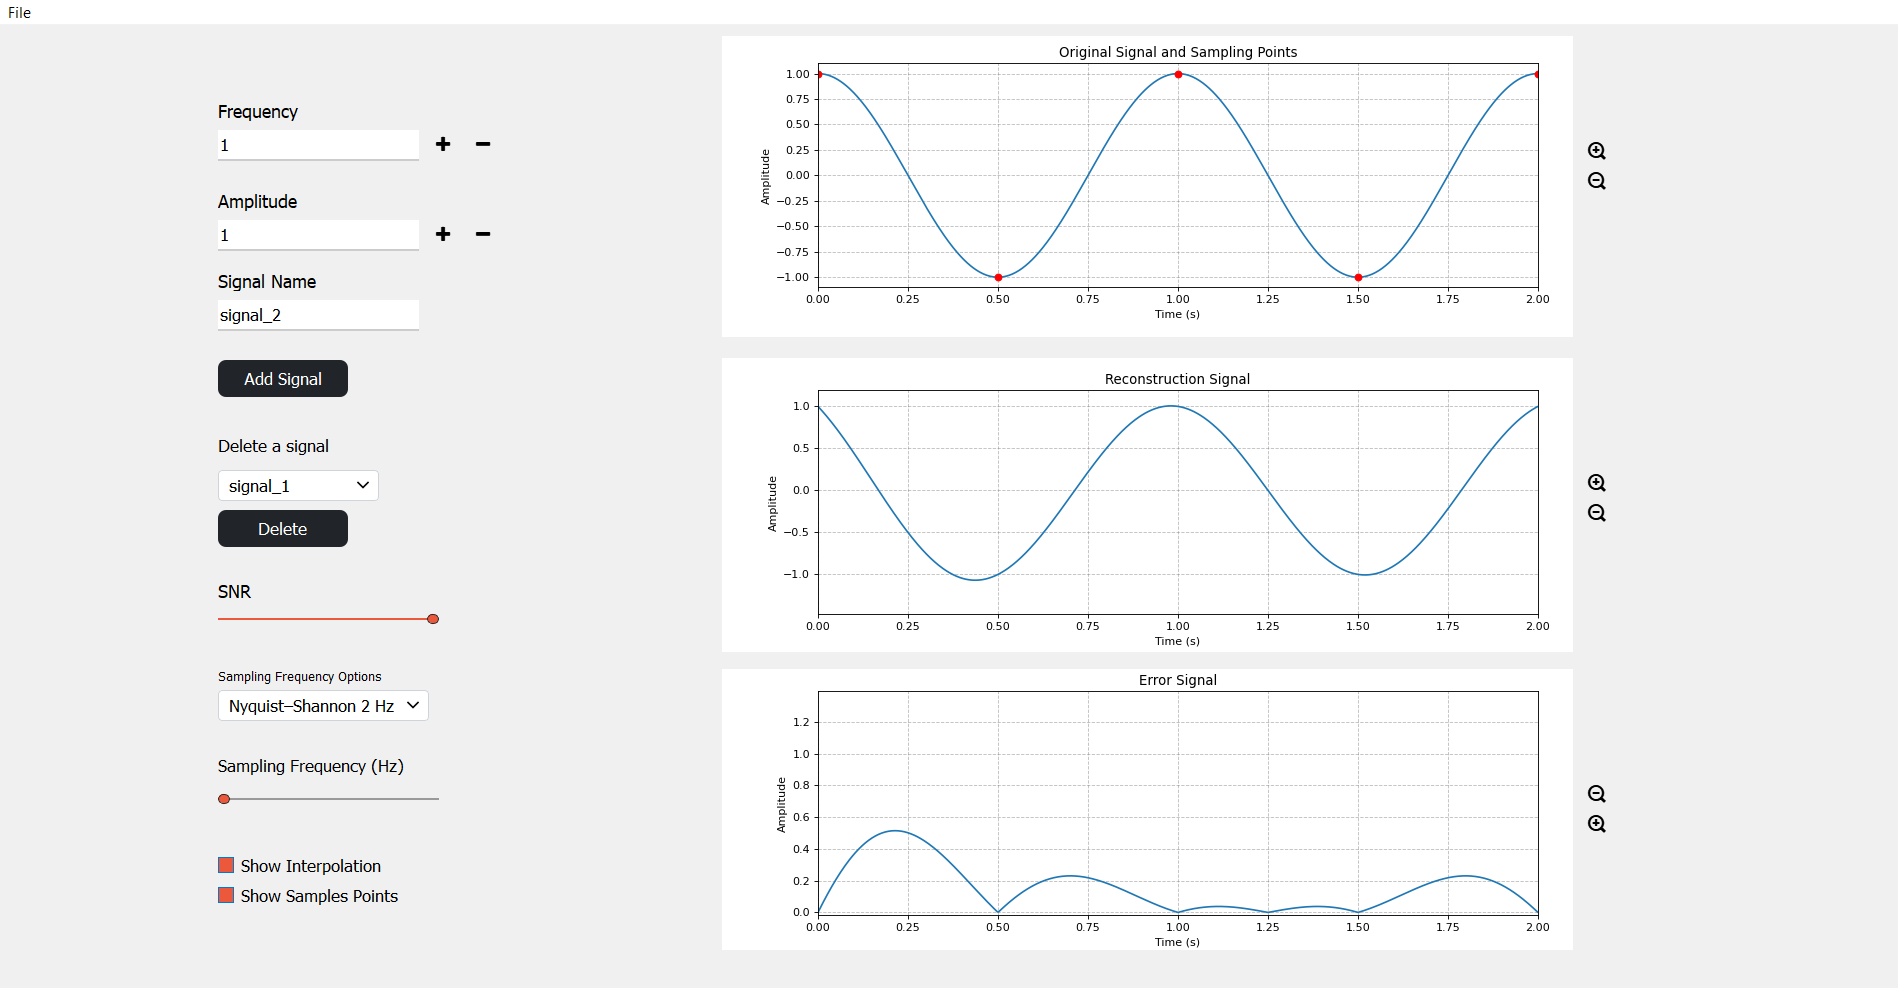 File
Frequency
1
Amplitude
1
Signal Name
signal_2
Add Signal
Delete a signal
signal_1
Delete
SNR
Sampling Frequency Options
Nyquist–Shannon 2 Hz
Sampling Frequency (Hz)
Show Interpolation
Show Samples Points
Original Signal and Sampling Points
Amplitude
1.00
0.75
0.50
0.25
0.00
−0.25
−0.50
−0.75
−1.00
0.00 0.25 0.50 0.75 1.00 1.25 1.50 1.75 2.00
Time (s)
Reconstruction Signal
Amplitude
1.0
0.5
0.0
−0.5
−1.0
0.00 0.25 0.50 0.75 1.00 1.25 1.50 1.75 2.00
Time (s)
Error Signal
Amplitude
1.2
1.0
0.8
0.6
0.4
0.2
0.0
0.00 0.25 0.50 0.75 1.00 1.25 1.50 1.75 2.00
Time (s)